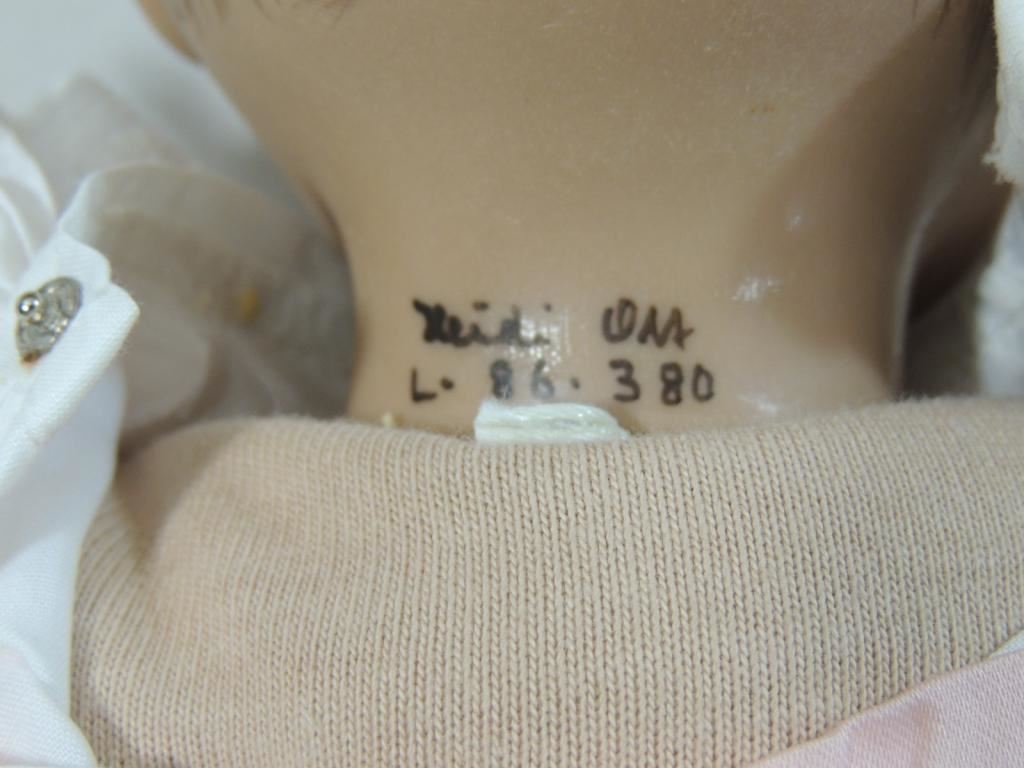 Heidi Ott
L. 86. 380